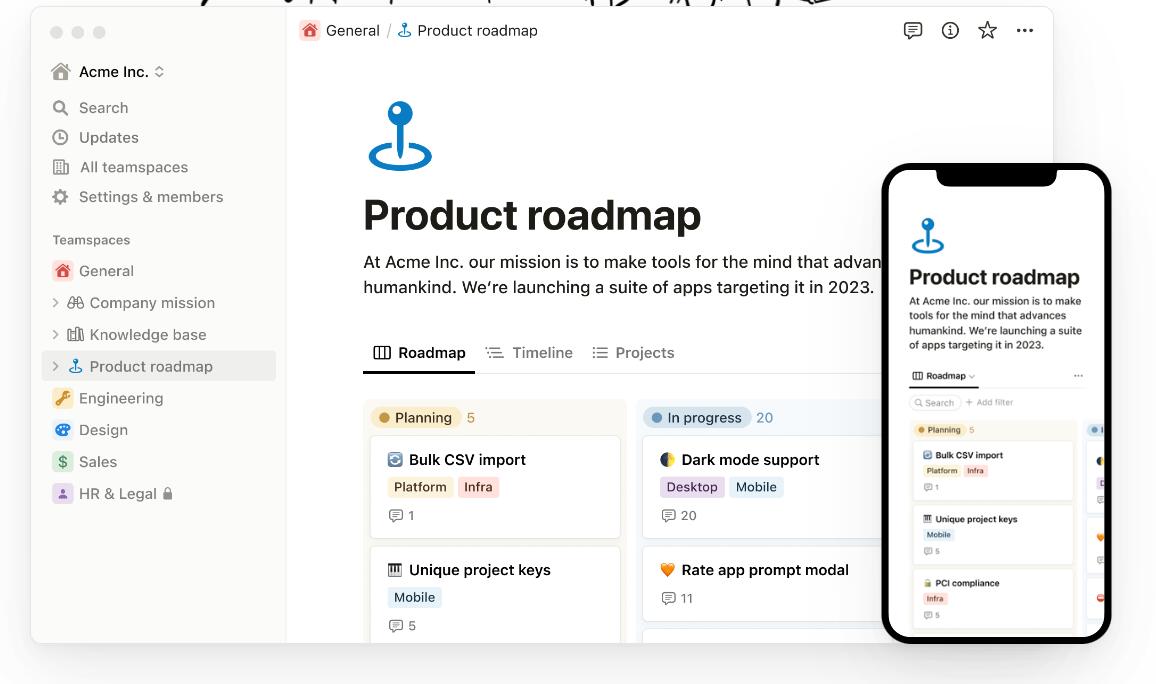 General / Product roadmap
Acme Inc.
Search
Updates
All teamspaces
Settings & members
Teamspaces
General
Company mission
Knowledge base
Product roadmap
Engineering
Design
Sales
HR & Legal
Product roadmap
At Acme Inc. our mission is to make tools for the mind that advan
humankind. We’re launching a suite of apps targeting it in 2023.
Roadmap Timeline Projects
Planning 5
Bulk CSV import
Platform Infra
1
Unique project keys
Mobile
5
In progress 20
Dark mode support
Desktop Mobile
20
Rate app prompt modal
11
Product roadmap
At Acme Inc. our mission is to make
tools for the mind that advances
humankind. We’re launching a suite
of apps targeting it in 2023.
Roadmap
Search + Add filter
Planning 5
Bulk CSV import
Platform Infra
1
Unique project keys
Mobile
5
PCI compliance
Infra
5